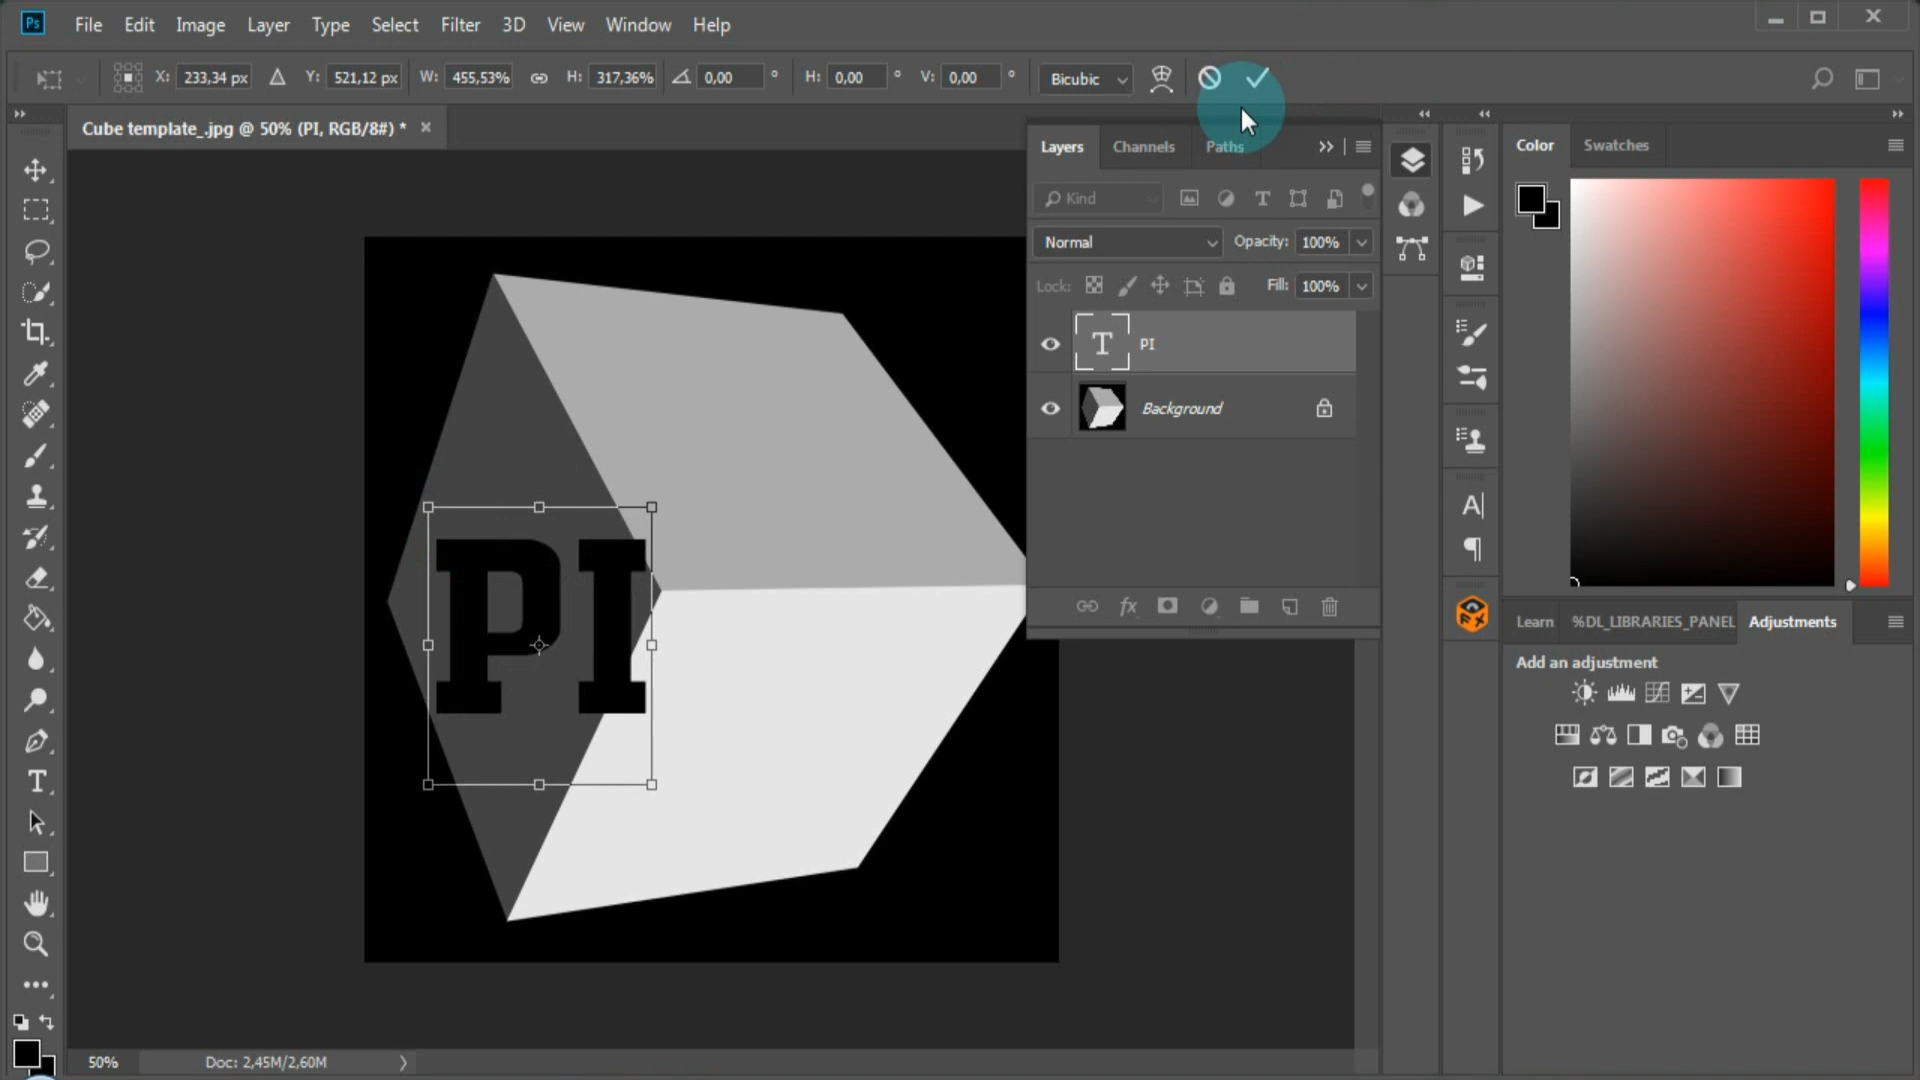 Ps File Edit Image Layer Type Select Filter 3D View Window Help
X: 233,34 px Y: 521,12 px W: 455,53% H: 317,36% 0,00 ° H: 0,00 ° V: 0,00 ° Bicubic
Cube template_.jpg @ 50% (PI, RGB/8#) * ×
Layers Channels Paths
Kind T
Normal Opacity: 100%
Lock: Fill: 100%
T PI
Background
fx
PI
A|
FX
Color Swatches
Learn %DL_LIBRARIES_PANEL Adjustments
Add an adjustment
T
50% Doc: 2,45M/2,60M